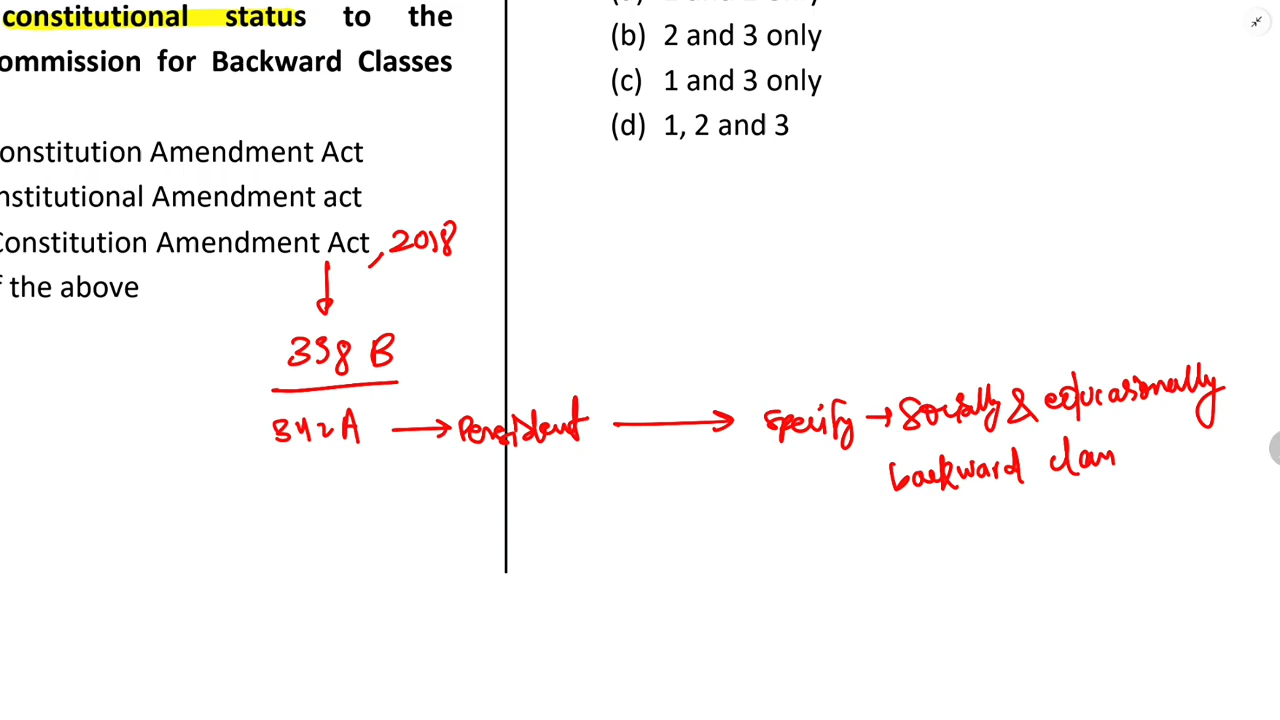 constitutional status to the
ommission for Backward Classes
onstitution Amendment Act
nstitutional Amendment act
Constitution Amendment Act , 2018
f the above
338 B
342A → President → specify → socially & educasionally
backward class
(b) 2 and 3 only
(c) 1 and 3 only
(d) 1, 2 and 3